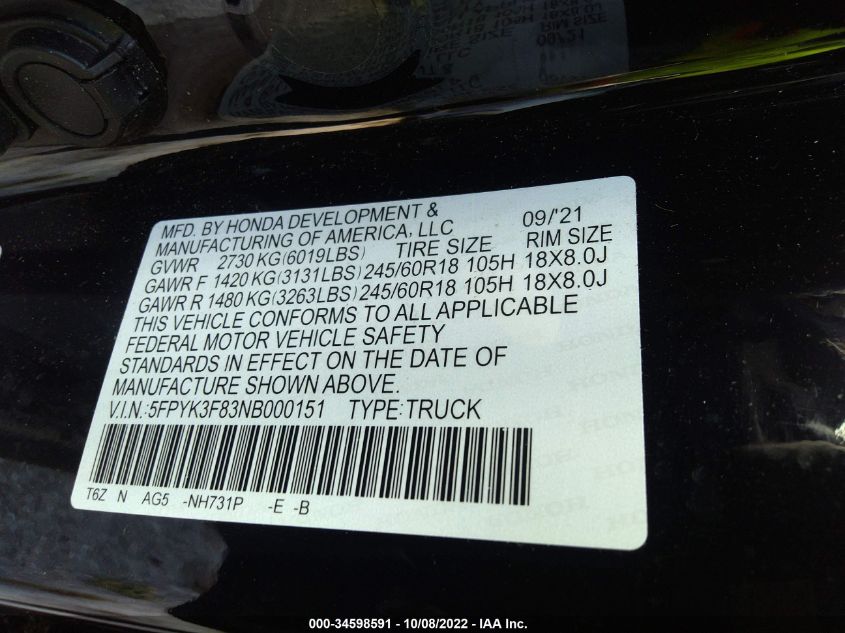 MFD. BY HONDA DEVELOPMENT & 09/'21
MANUFACTURING OF AMERICA, LLC
GVWR 2730 KG(6019LBS) TIRE SIZE RIM SIZE
GAWR F 1420 KG(3131LBS) 245/60R18 105H 18X8.0J
GAWR R 1480 KG(3263LBS) 245/60R18 105H 18X8.0J
THIS VEHICLE CONFORMS TO ALL APPLICABLE
FEDERAL MOTOR VEHICLE SAFETY
STANDARDS IN EFFECT ON THE DATE OF
MANUFACTURE SHOWN ABOVE.
V.I.N.:5FPYK3F83NB000151 TYPE:TRUCK
T6Z N AG5 -NH731P -E -B
000-34598591 | 10/08/2022 - IAA Inc.